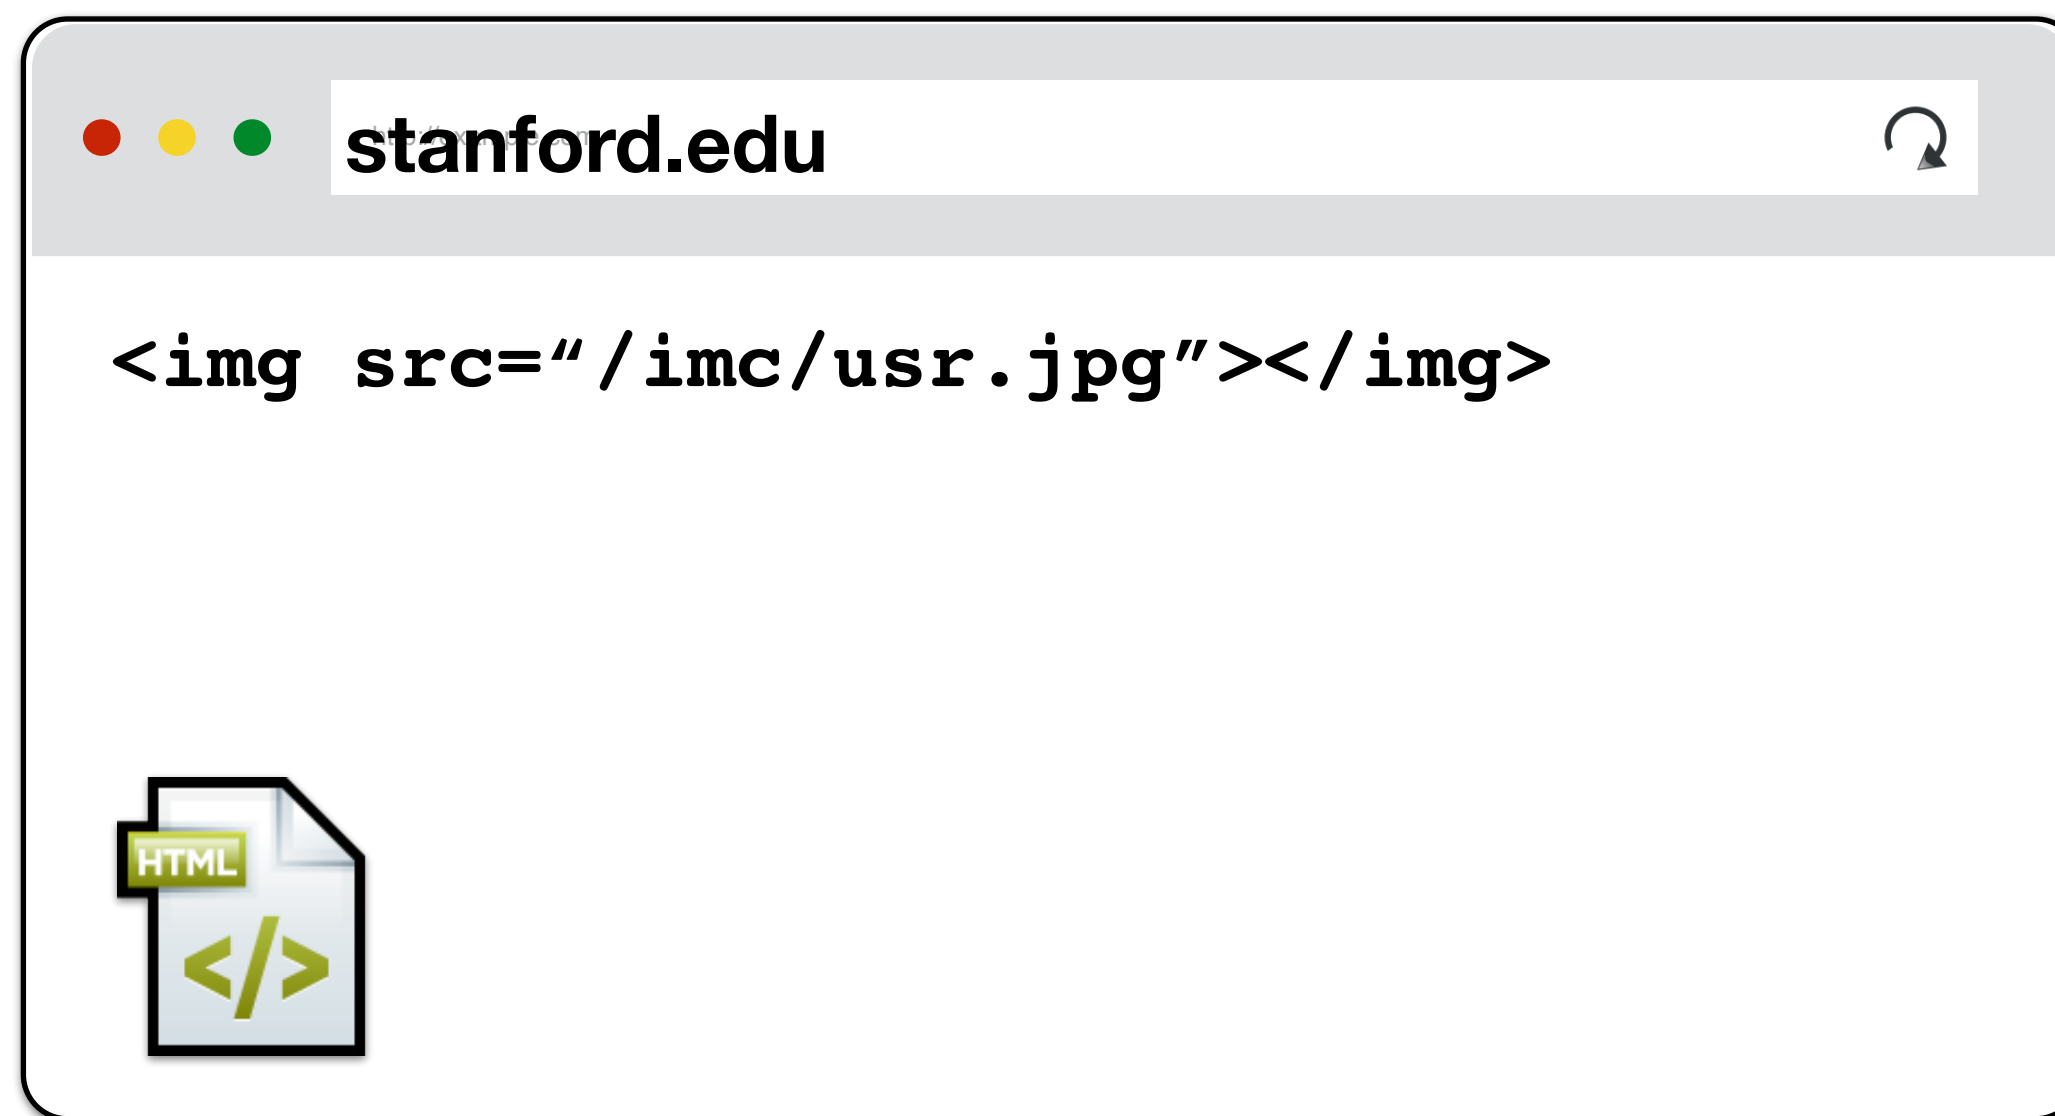 stanford.edu
<img src=“/imc/usr.jpg”></img>
HTML
</>